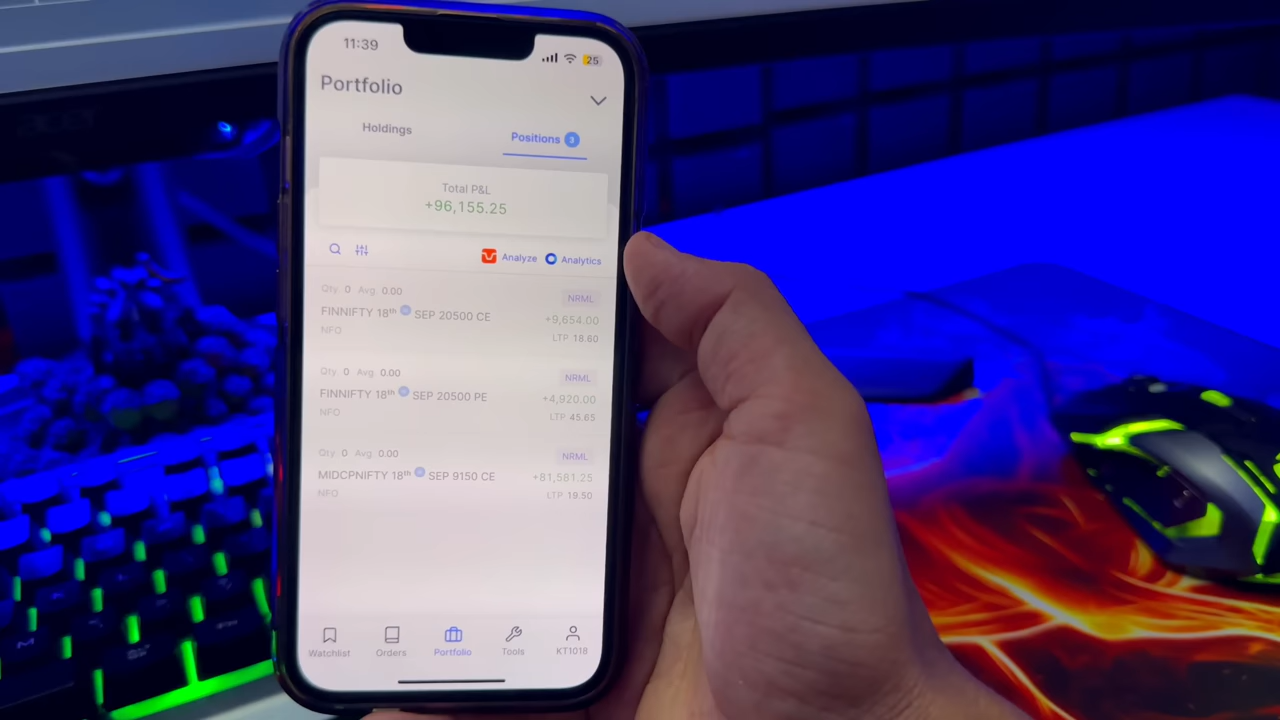 11:39
25
Portfolio
acer
Holdings
Positions 3
Total P&L
+96,155.25
Analyze Analytics
Qty. 0 Avg. 0.00 NRML
FINNIFTY 18th SEP 20500 CE +9,654.00
NFO LTP 18.60
Qty. 0 Avg. 0.00 NRML
FINNIFTY 18th SEP 20500 PE +4,920.00
NFO LTP 45.65
Qty. 0 Avg. 0.00 NRML
MIDCPNIFTY 18th SEP 9150 CE +81,581.25
NFO LTP 19.50
Watchlist Orders Portfolio Tools KT1018